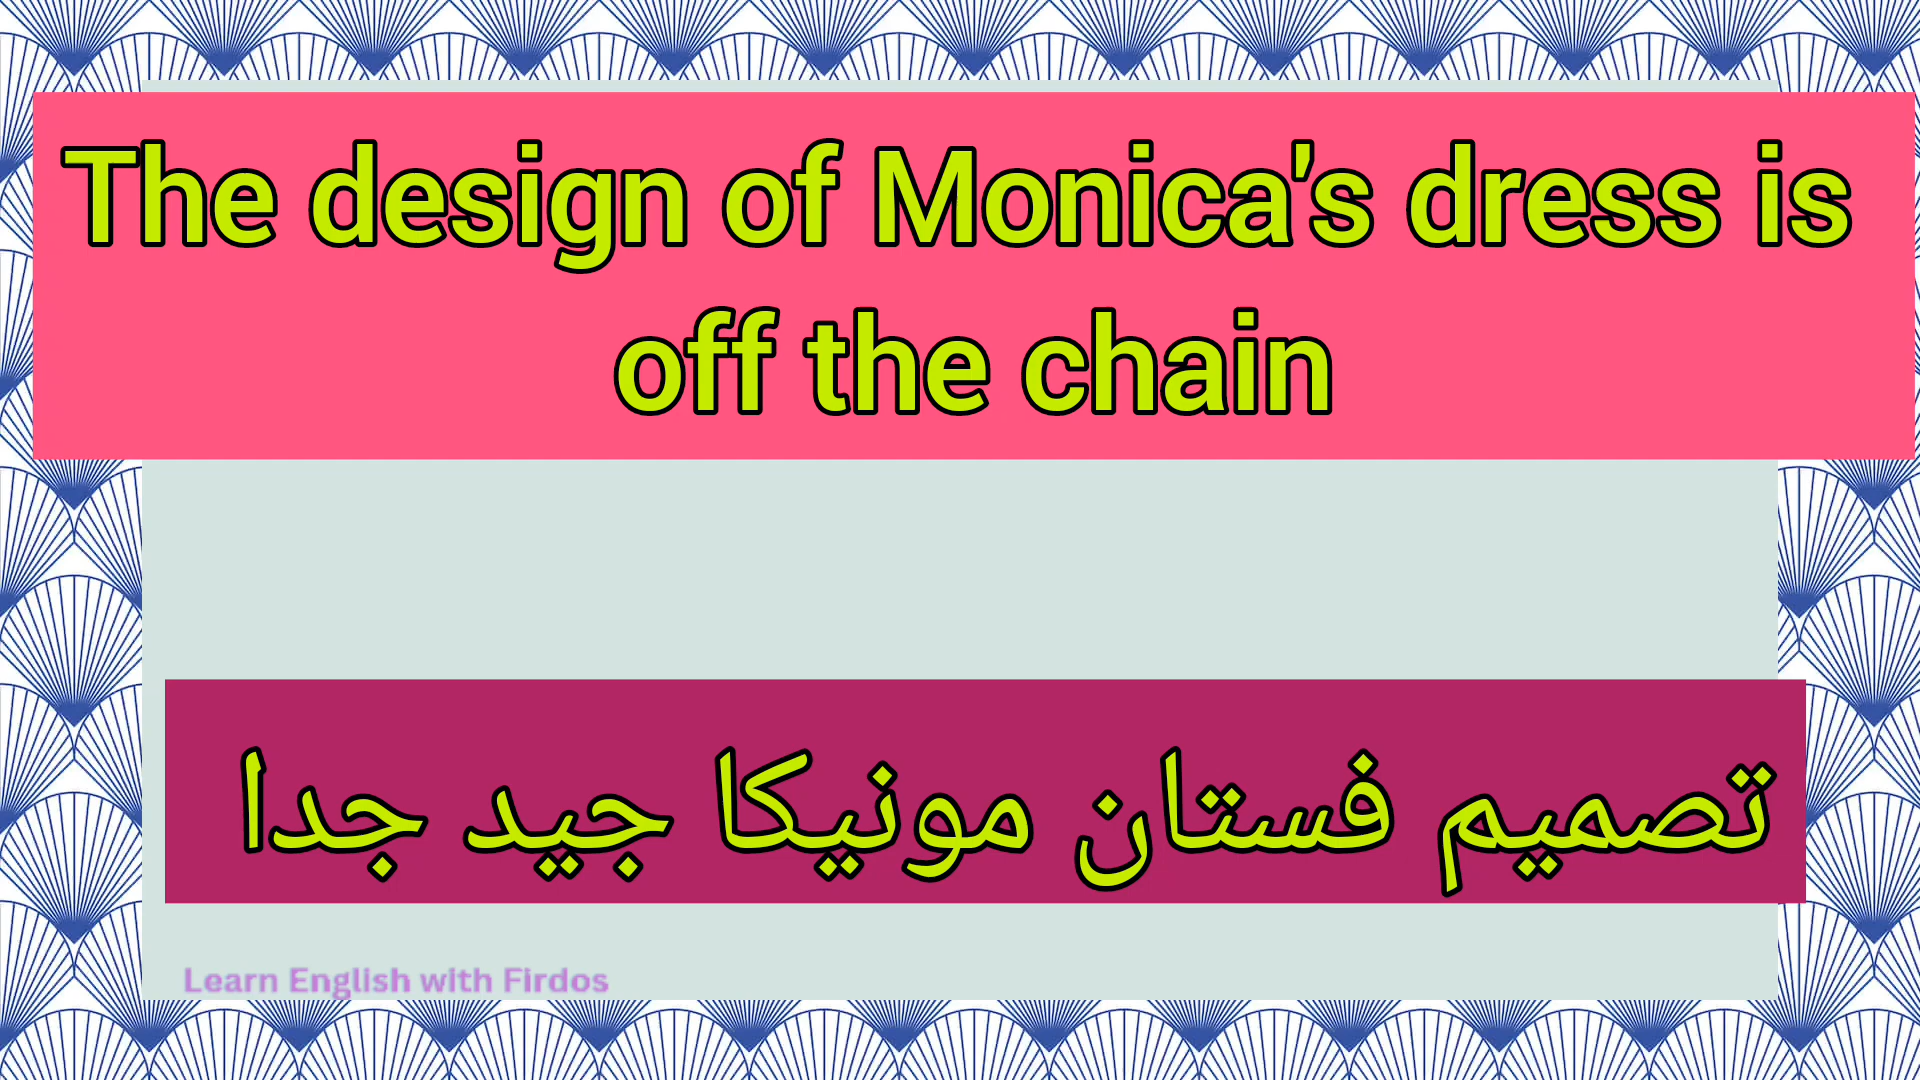 The design of Monica's dress is
off the chain
تصميم فستان مونيكا جيد جدا
Learn English with Firdos